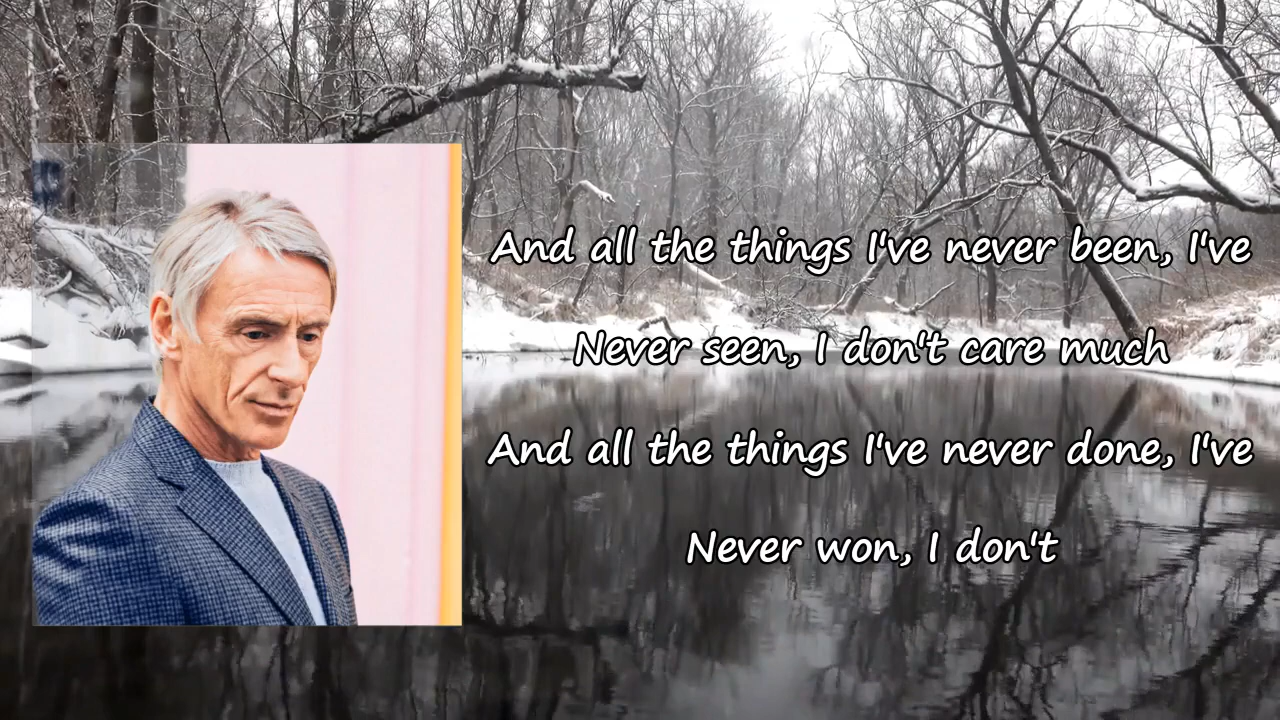 And all the things I've never been, I've
Never seen, I don't care much
And all the things I've never done, I've
Never won, I don't